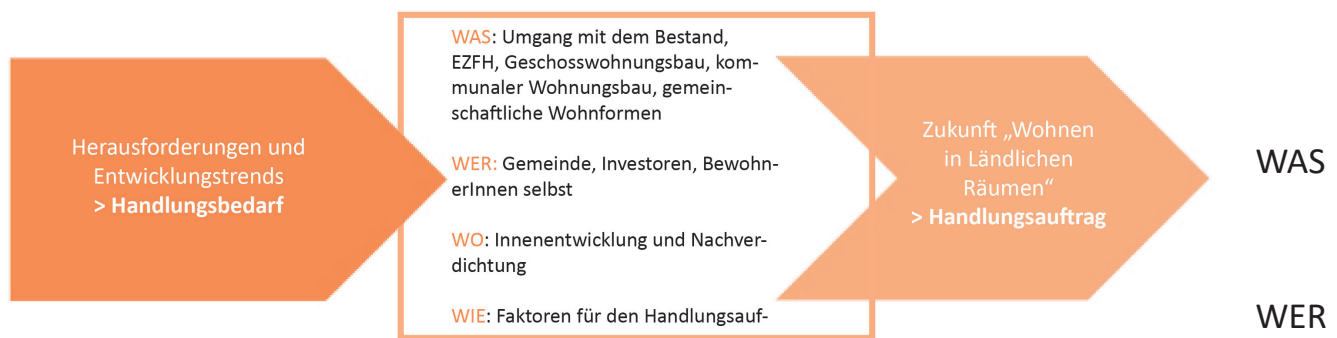 Herausforderungen und
Entwicklungstrends
> Handlungsbedarf
WAS: Umgang mit dem Bestand,
EZFH, Geschosswohnungsbau, kom-
munaler Wohnungsbau, gemein-
schaftliche Wohnformen
WER: Gemeinde, Investoren, Bewohn-
erInnen selbst
WO: Innenentwicklung und Nachver-
dichtung
WIE: Faktoren für den Handlungsauf-
Zukunft „Wohnen
in Ländlichen
Räumen“
> Handlungsauftrag
WAS
WER